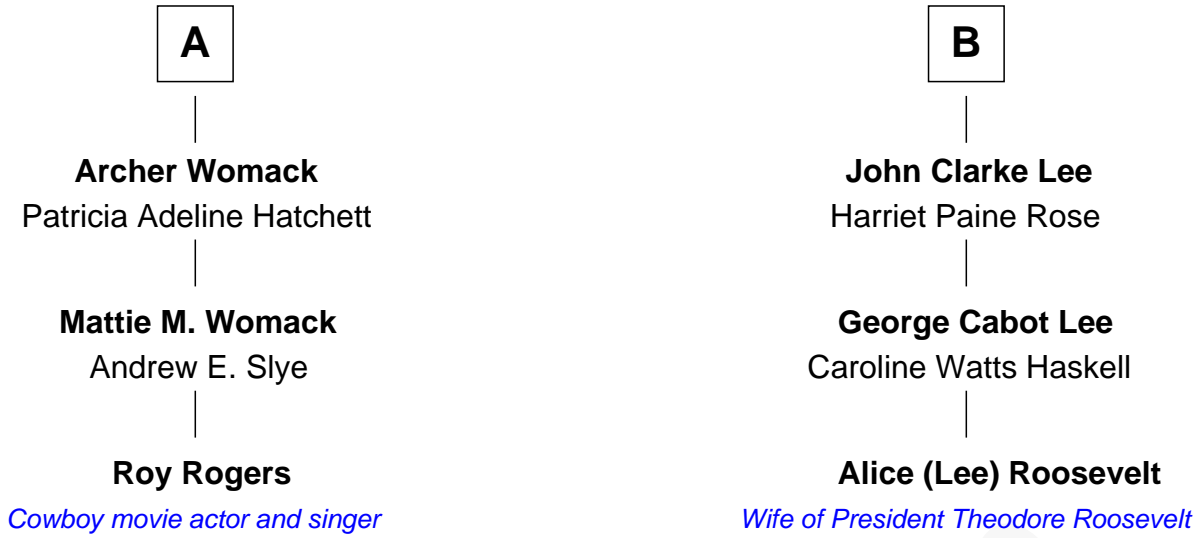 A
Archer Womack
Patricia Adeline Hatchett
Mattie M. Womack
Andrew E. Slye
Roy Rogers
Cowboy movie actor and singer
B
John Clarke Lee
Harriet Paine Rose
George Cabot Lee
Caroline Watts Haskell
Alice (Lee) Roosevelt
Wife of President Theodore Roosevelt